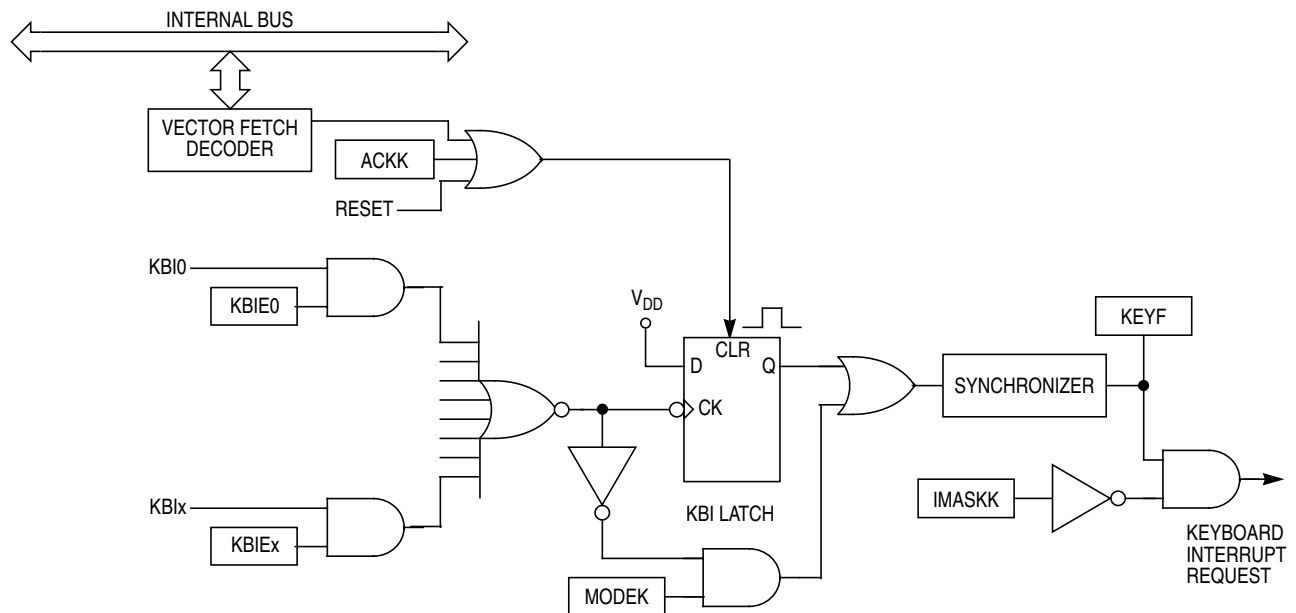 INTERNAL BUS
VECTOR FETCH
DECODER
ACKK
RESET
KBI0
KBIE0
VDD
CLR
D
Q
CK
KEYF
SYNCHRONIZER
KBIx
KBIEx
KBI LATCH
IMASKK
MODEK
KEYBOARD
INTERRUPT
REQUEST